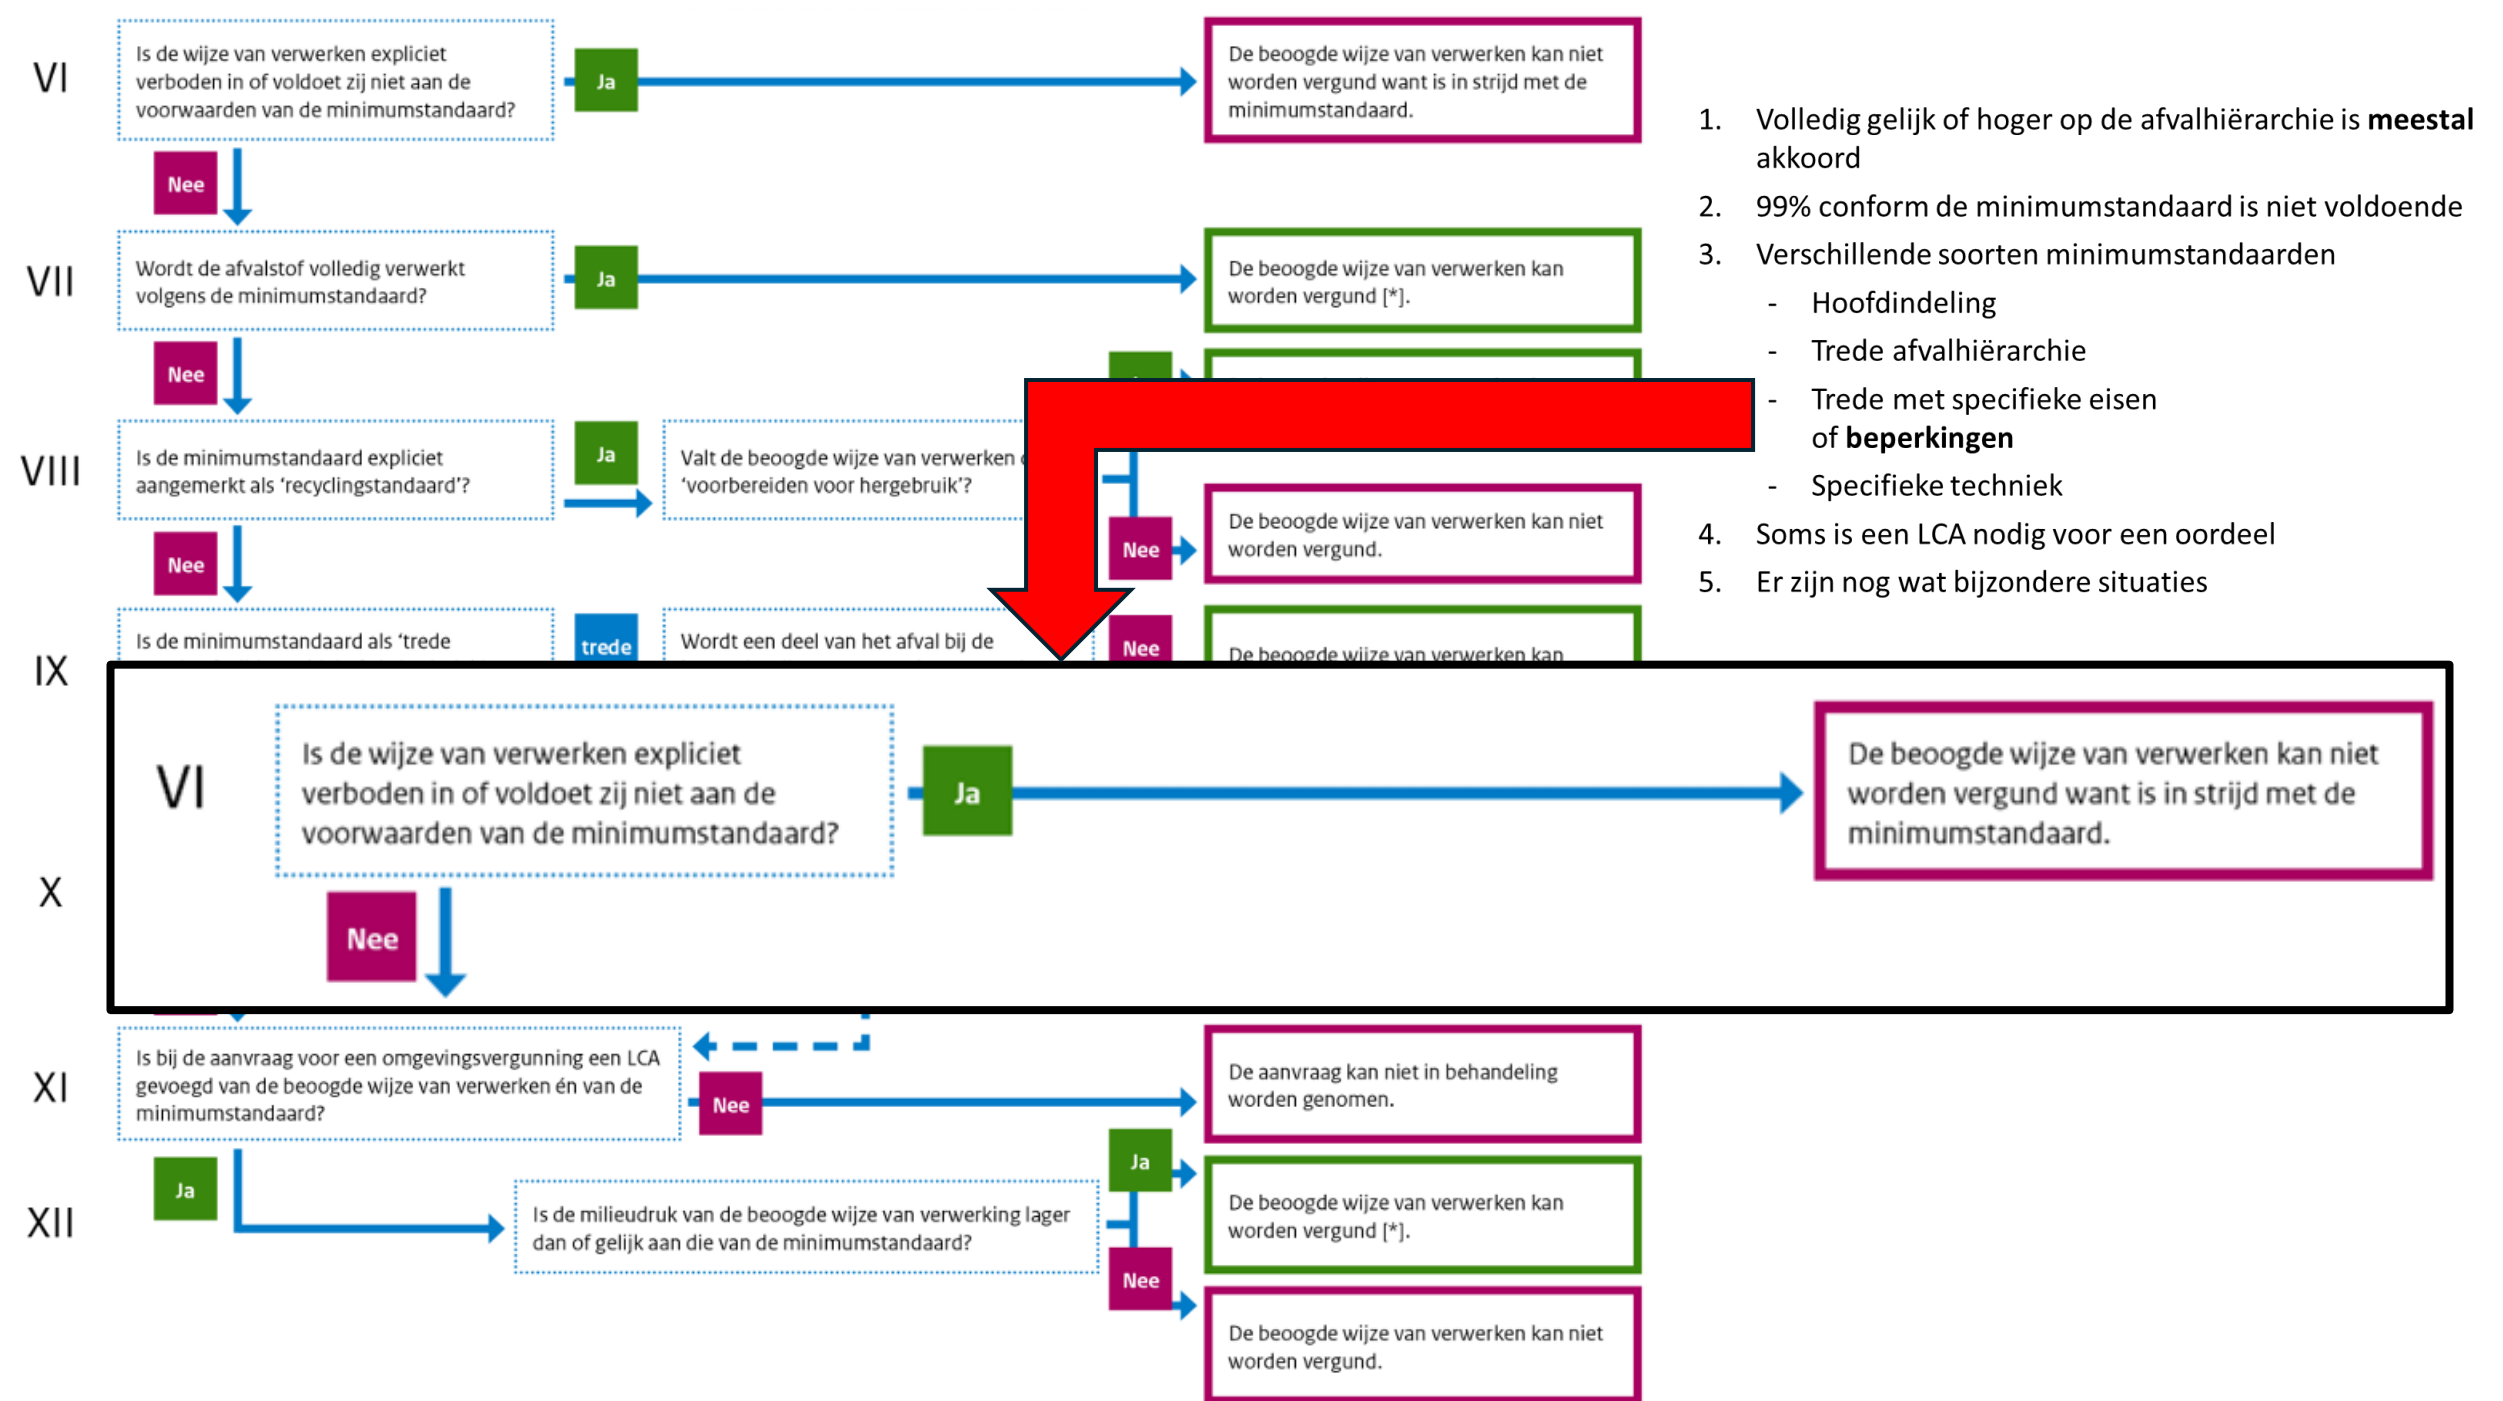 VI
Is de wijze van verwerken expliciet
verboden in of voldoet zij niet aan de
voorwaarden van de minimumstandaard?
Ja
De beoogde wijze van verwerken kan niet
worden vergund want is in strijd met de
minimumstandaard.
Nee
VII
Wordt de afvalstof volledig verwerkt
volgens de minimumstandaard?
Ja
De beoogde wijze van verwerken kan
worden vergund [*].
Nee
VIII
Is de minimumstandaard expliciet
aangemerkt als ‘recyclingstandaard’?
Ja
Valt de beoogde wijze van verwerken
‘voorbereiden voor hergebruik’?
Nee
De beoogde wijze van verwerken kan niet
worden vergund.
Nee
IX
Is de minimumstandaard als ‘trede
trede
Wordt een deel van het afval bij de
Nee
De beoogde wijze van verwerken kan
1. Volledig gelijk of hoger op de afvalhiërarchie is meestal
akkoord
2. 99% conform de minimumstandaard is niet voldoende
3. Verschillende soorten minimumstandaarden
- Hoofdindeling
- Trede afvalhiërarchie
- Trede met specifieke eisen
of beperkingen
- Specifieke techniek
4. Soms is een LCA nodig voor een oordeel
5. Er zijn nog wat bijzondere situaties
VI
Is de wijze van verwerken expliciet
verboden in of voldoet zij niet aan de
voorwaarden van de minimumstandaard?
Ja
De beoogde wijze van verwerken kan niet
worden vergund want is in strijd met de
minimumstandaard.
Nee
X
XI
Is bij de aanvraag voor een omgevingsvergunning een LCA
gevoegd van de beoogde wijze van verwerken én van de
minimumstandaard?
Nee
De aanvraag kan niet in behandeling
worden genomen.
Ja
XII
Is de milieudruk van de beoogde wijze van verwerking lager
dan of gelijk aan die van de minimumstandaard?
Ja
De beoogde wijze van verwerken kan
worden vergund [*].
Nee
De beoogde wijze van verwerken kan niet
worden vergund.